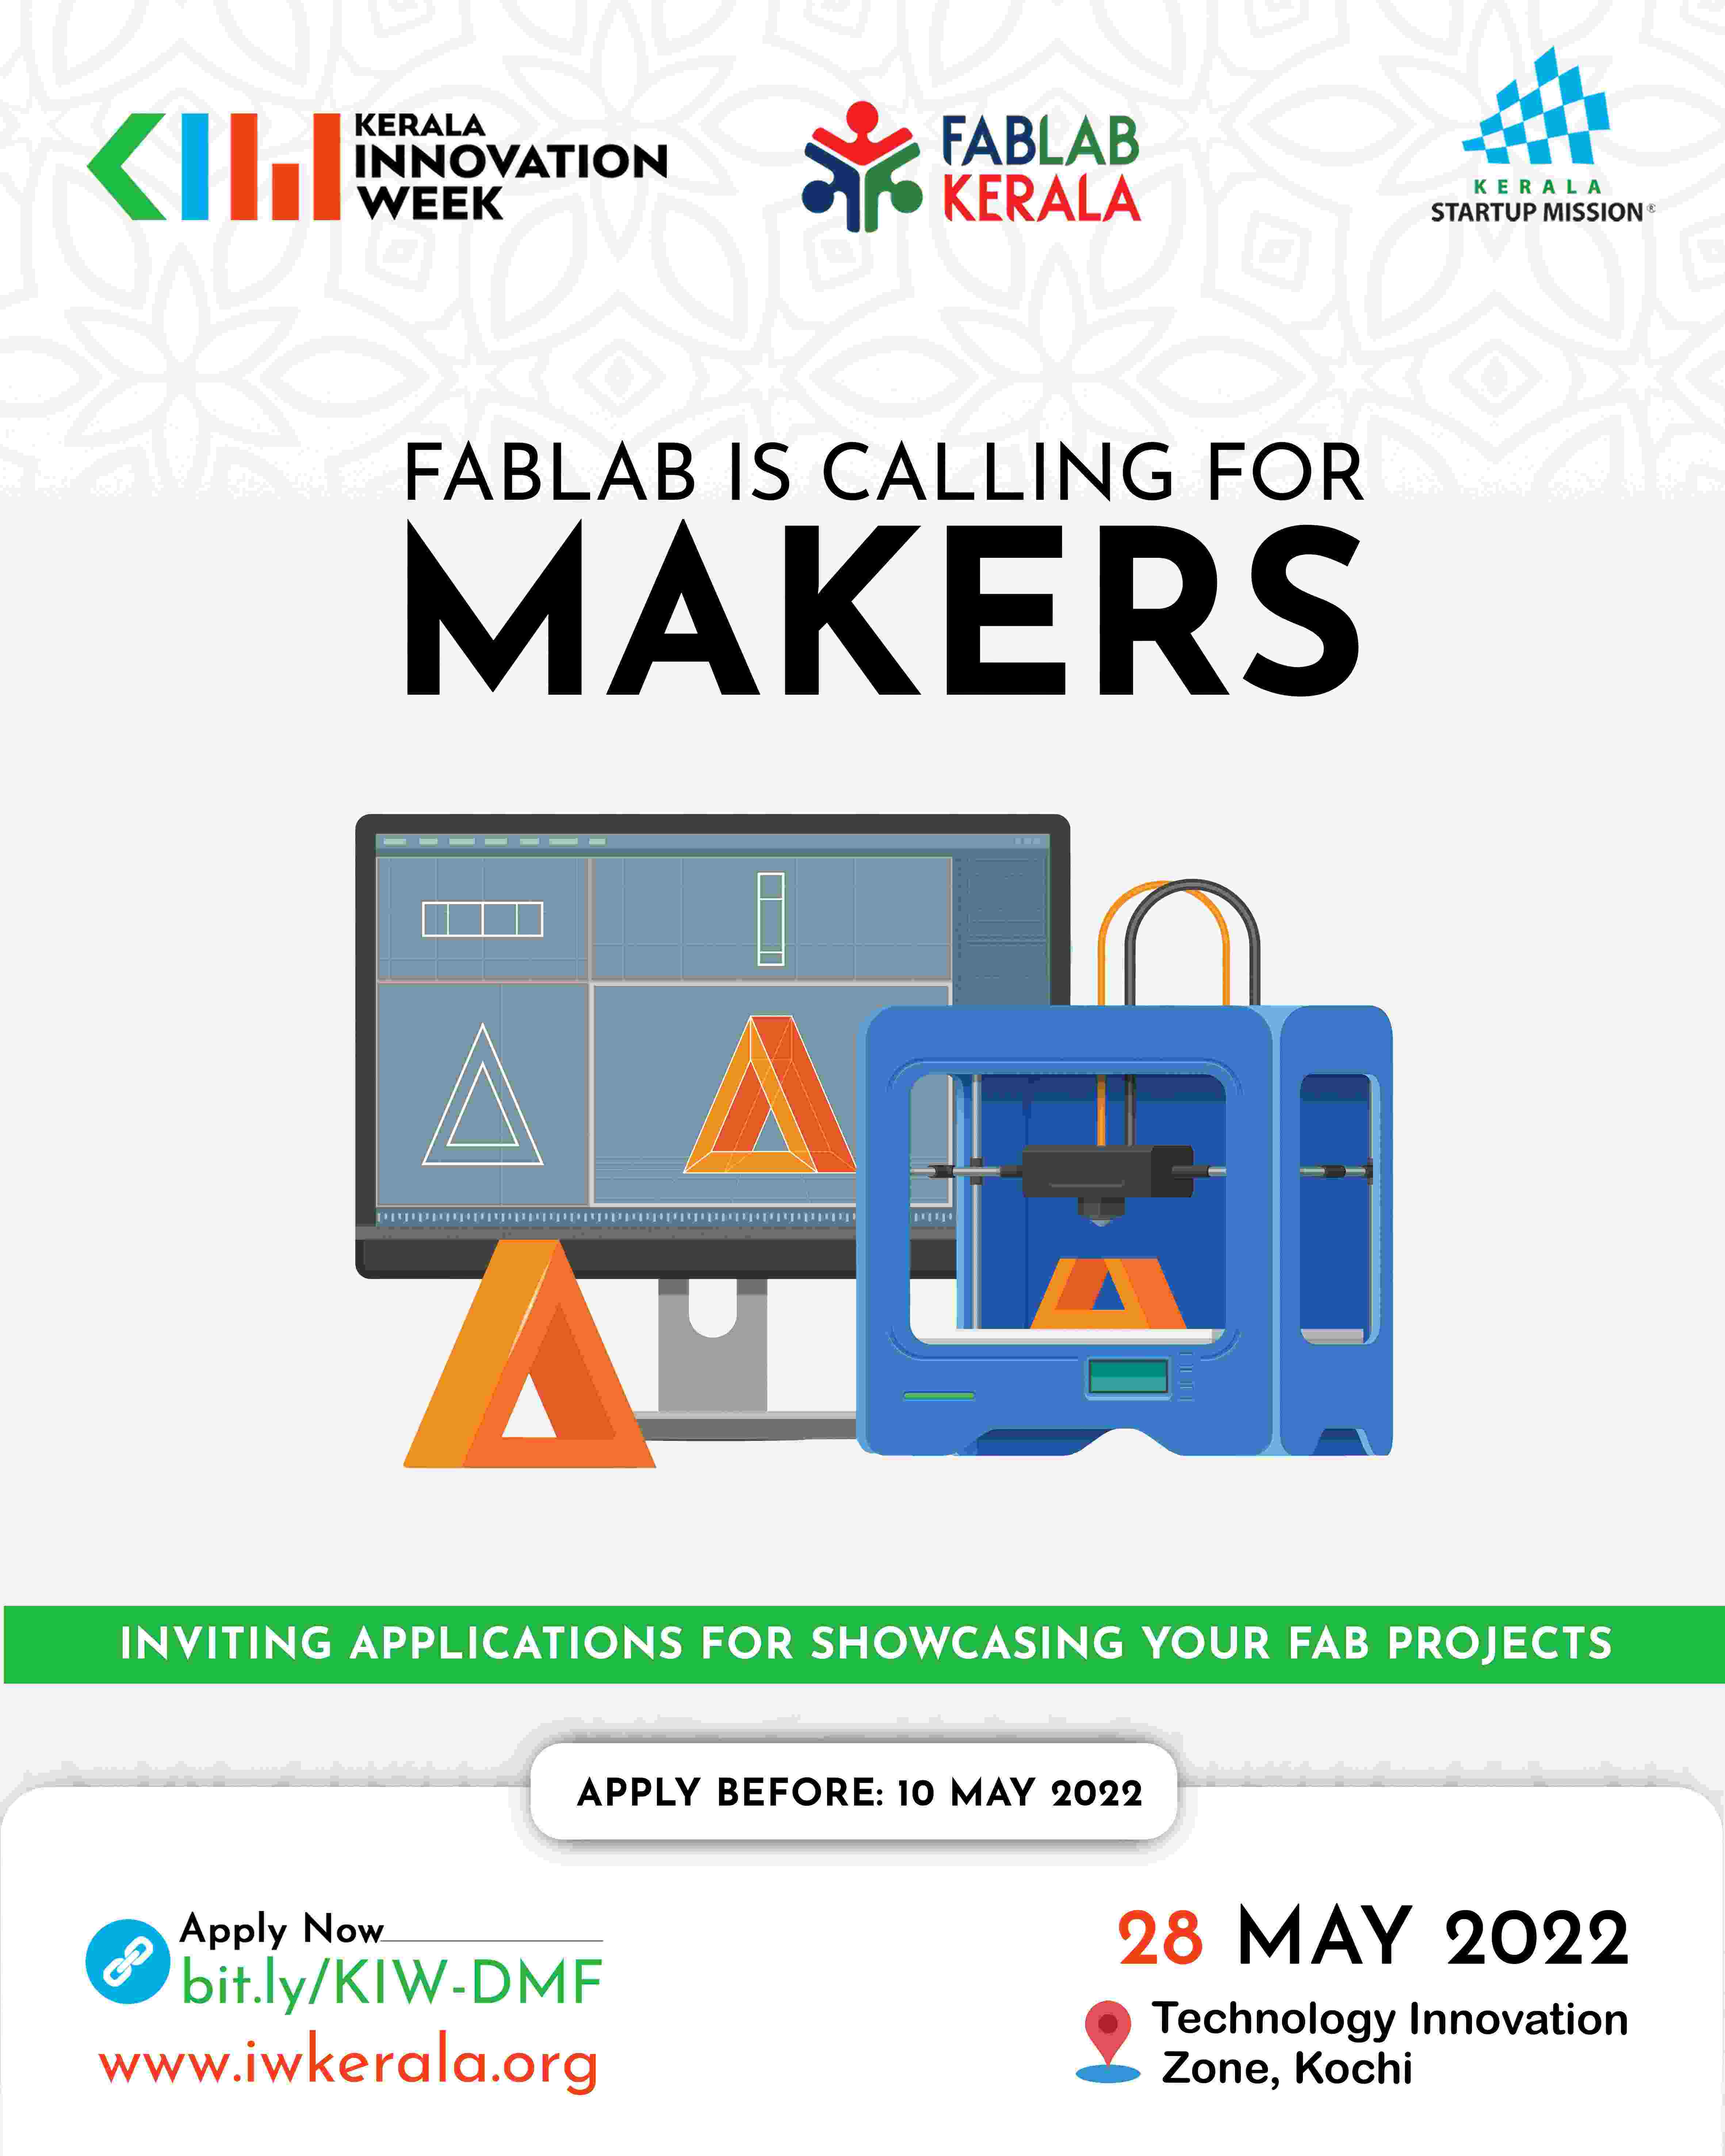 KERALA
INNOVATION
WEEK
FABLAB
KERALA
KERALA
STARTUP MISSION®
FABLAB IS CALLING FOR
MAKERS
INVITING APPLICATIONS FOR SHOWCASING YOUR FAB PROJECTS
APPLY BEFORE: 10 MAY 2022
Apply Now
bit.ly/KIW-DMF
www.iwkerala.org
28 MAY 2022
Technology Innovation
Zone, Kochi